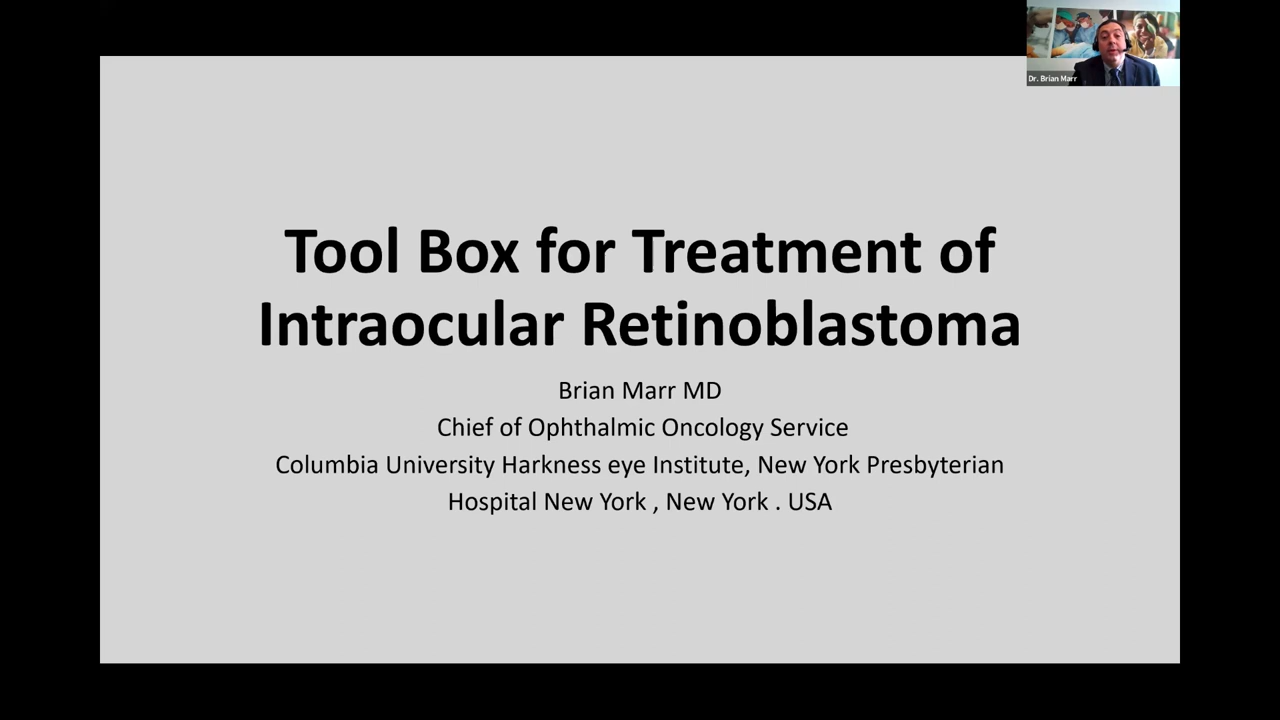 Dr. Brian Marr
Tool Box for Treatment of
Intraocular Retinoblastoma
Brian Marr MD
Chief of Ophthalmic Oncology Service
Columbia University Harkness eye Institute, New York Presbyterian
Hospital New York , New York . USA